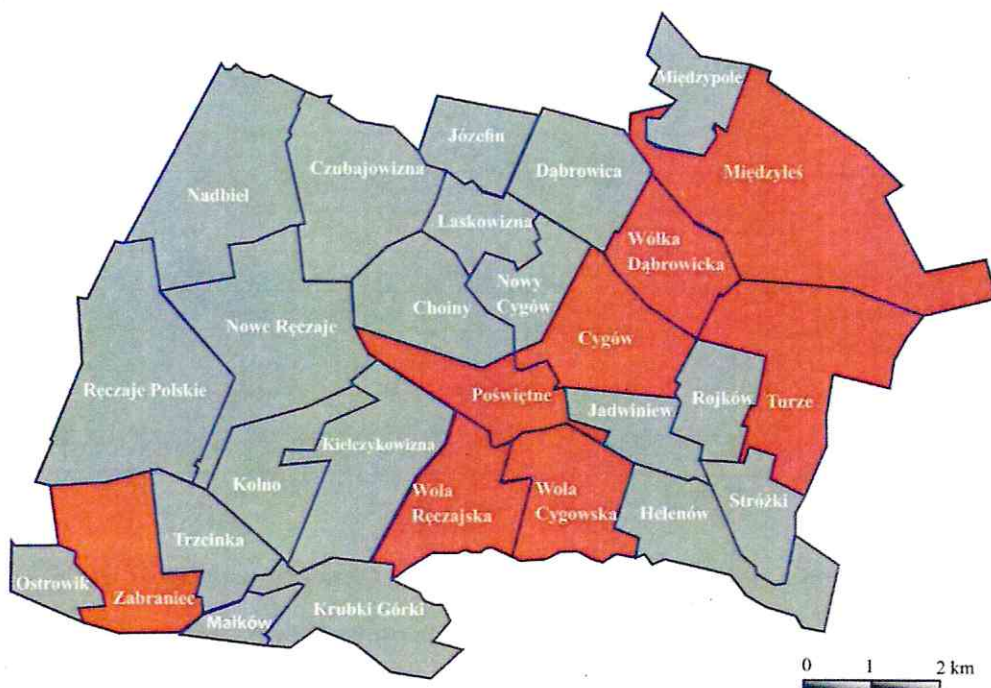 Międzypole
Józefin
Czubajowizna
Dąbrowica
Międzyleś
Nadbiel
Laskowizna
Wólka
Dąbrowicka
Nowy
Cygów
Choiny
Nowe Ręczaje
Cygów
Ręczaje Polskie
Poświętne
Jadwiniew
Rojków
Turze
Kielczykowizna
Kolno
Wola
Ręczajska
Wola
Cygowska
Helenów
Stróżki
Trzcinka
Ostrowik
Zabraniec
Małków
Krubki Górki
0 1 2 km